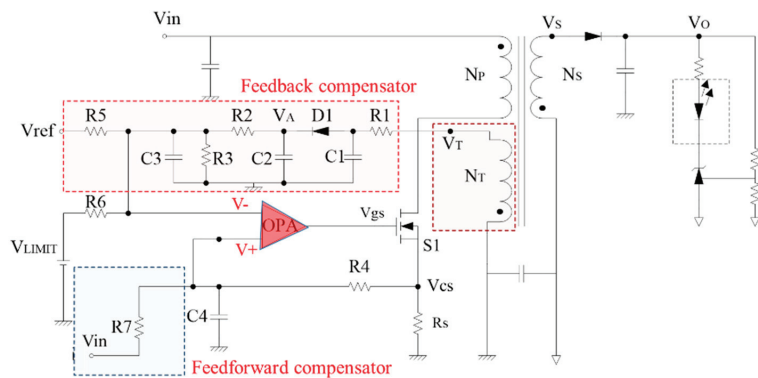 Vin
VS
VO
NP
NS
Feedback compensator
R5
R2
VA
D1
R1
Vref
C3
R3
C2
C1
VT
NT
R6
V-
OPA
Vgs
S1
VLIMIT
V+
R4
Vcs
R7
C4
Rs
Vin
Feedforward compensator